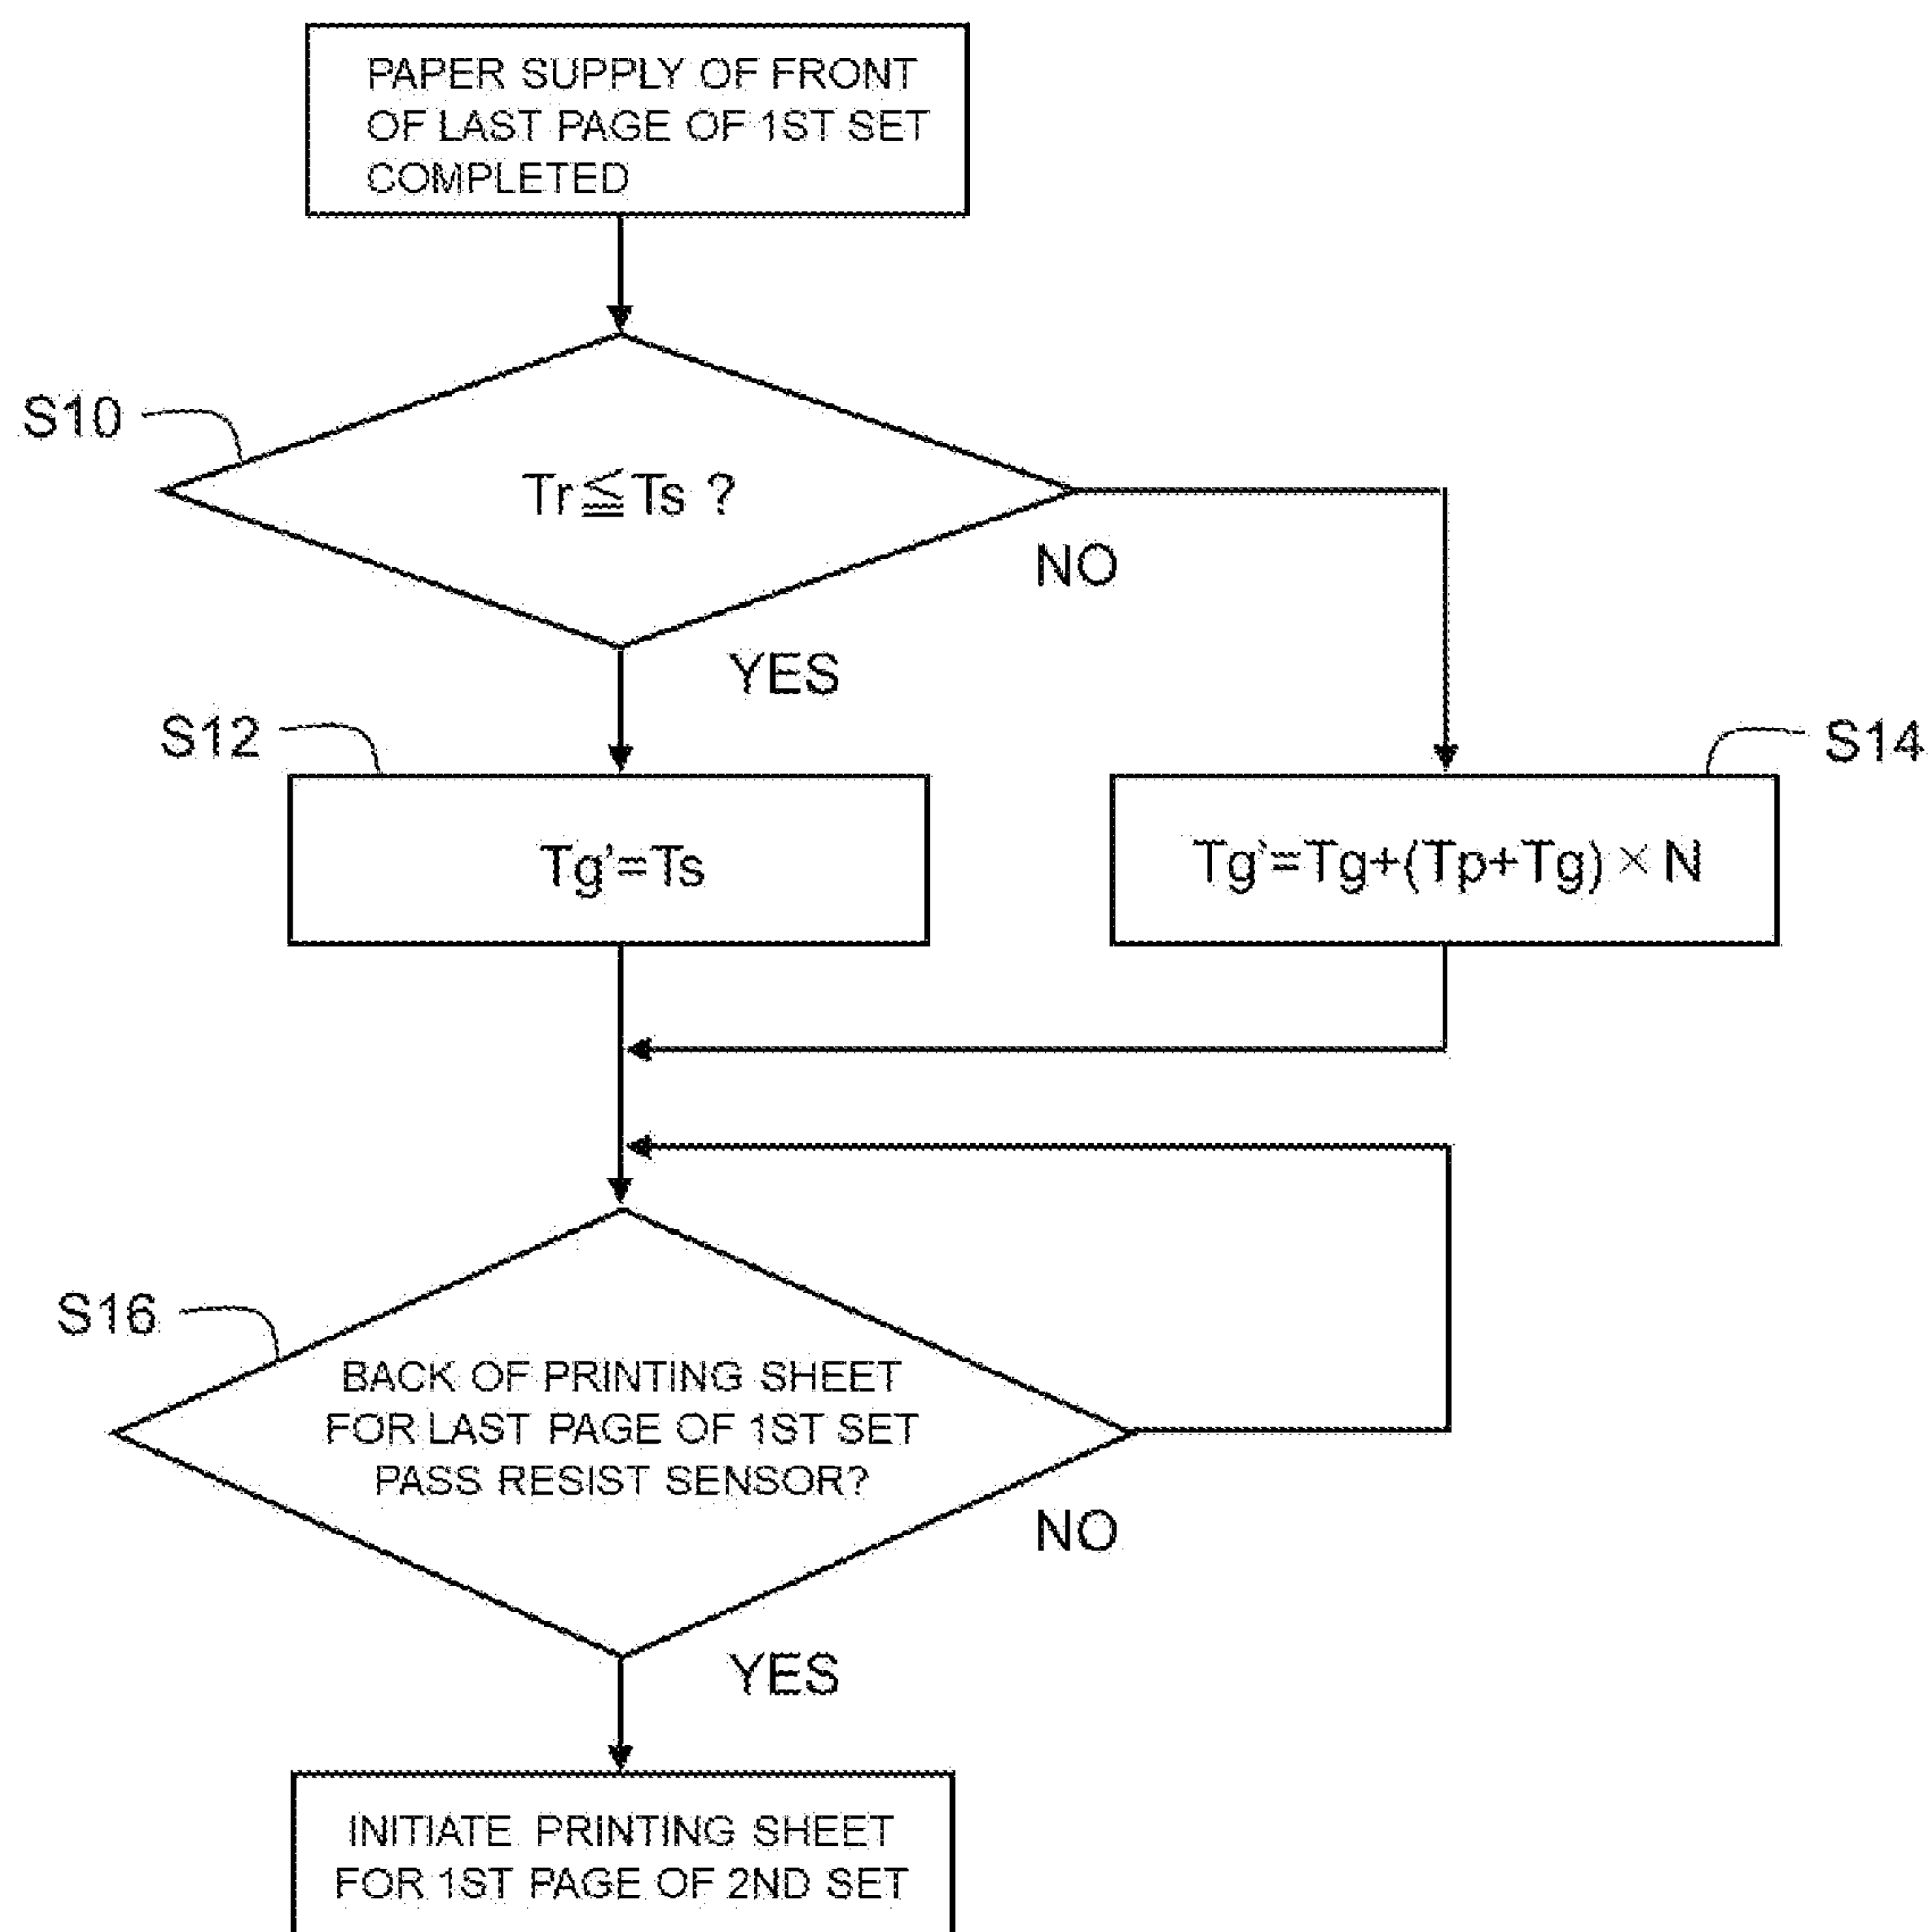 PAPER SUPPLY OF FRONT
OF LAST PAGE OF 1ST SET
COMPLETED
S10
Tr≦Ts ?
NO
YES
S12
S14
Tg’=Ts
Tg‵=Tg+(Tp+Tg)×N
S16
BACK OF PRINTING SHEET
FOR LAST PAGE OF 1ST SET
PASS RESIST SENSOR?
NO
YES
INITIATE PRINTING SHEET
FOR 1ST PAGE OF 2ND SET